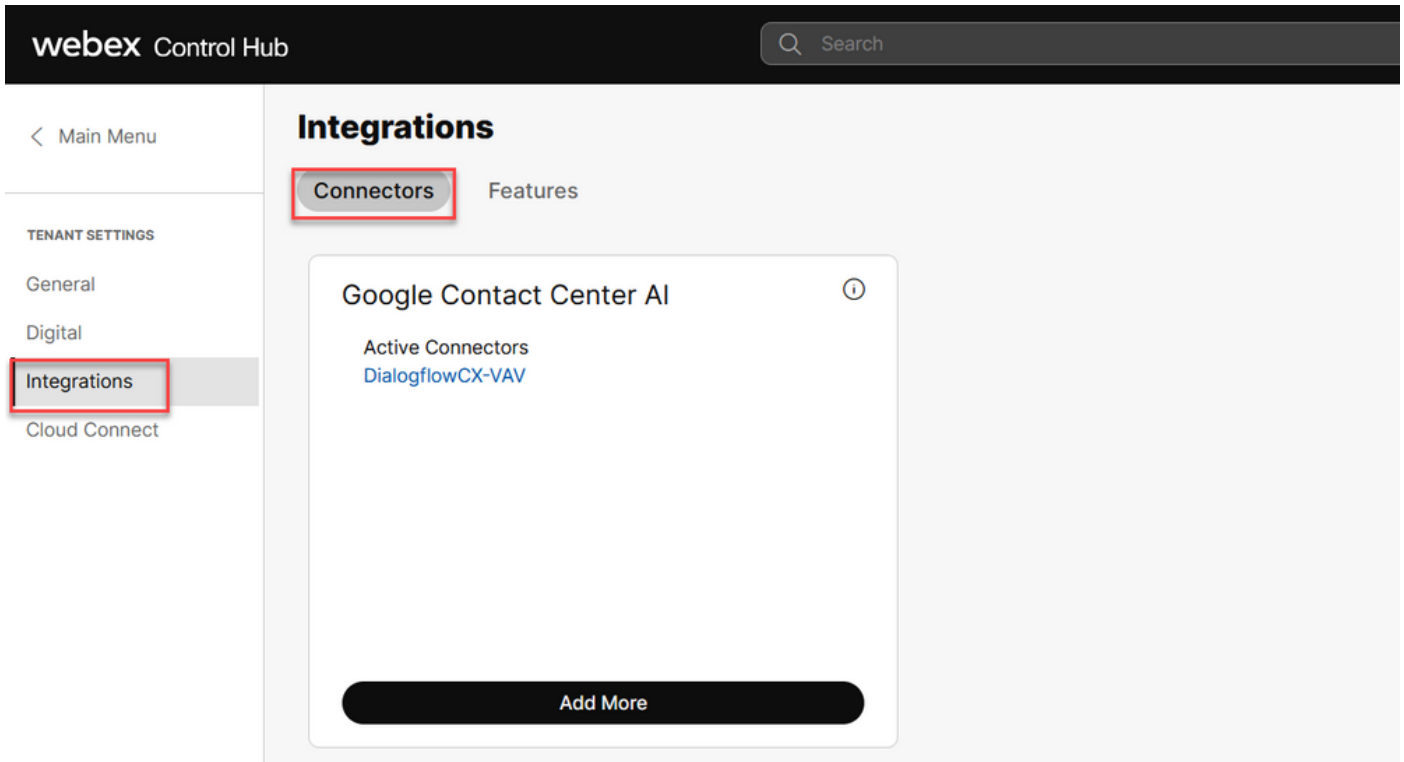 webex Control Hub
Search
Main Menu
TENANT SETTINGS
General
Digital
Integrations
Cloud Connect
Integrations
Connectors
Features
Google Contact Center AI
Active Connectors
DialogflowCX-VAV
Add More